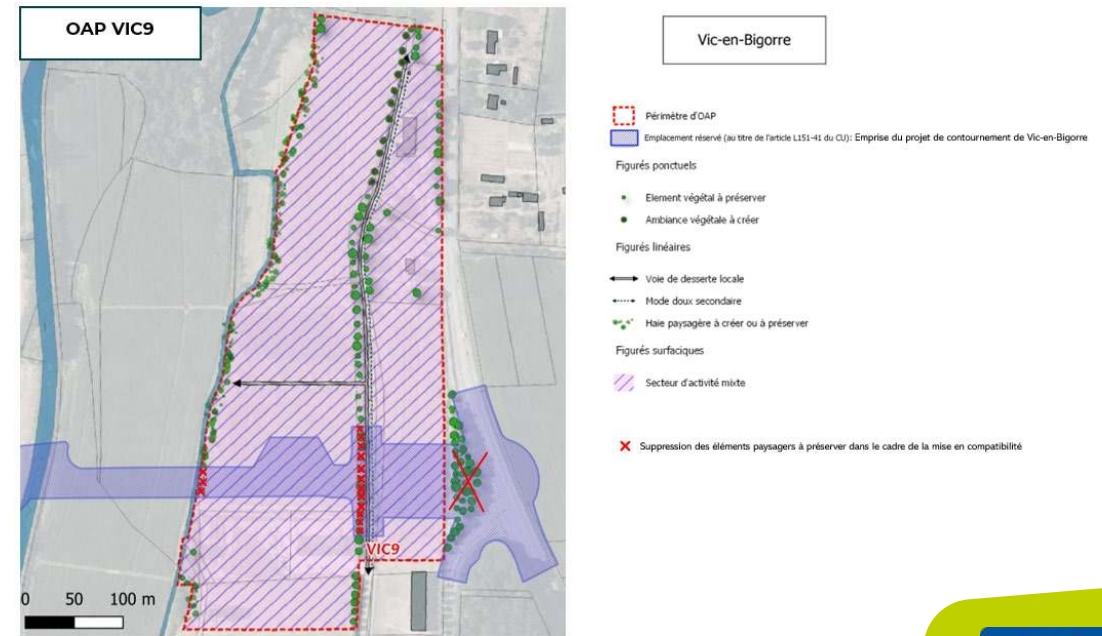 OAP VIC9
VIC9
0 50 100 m
Vic-en-Bigorre
Périmètre d'OAP
Emplacement réservé (au titre de l'article L151-41 du CU): Emprise du projet de contournement de Vic-en-Bigorre
Figurés ponctuels
Element végétal à préserver
Ambiance végétale à créer
Figurés linéaires
Voie de desserte locale
Mode doux secondaire
Haie paysagère à créer ou à préserver
Figurés surfaciques
Secteur d'activité mixte
Suppression des éléments paysagers à préserver dans le cadre de la mise en compatibilité